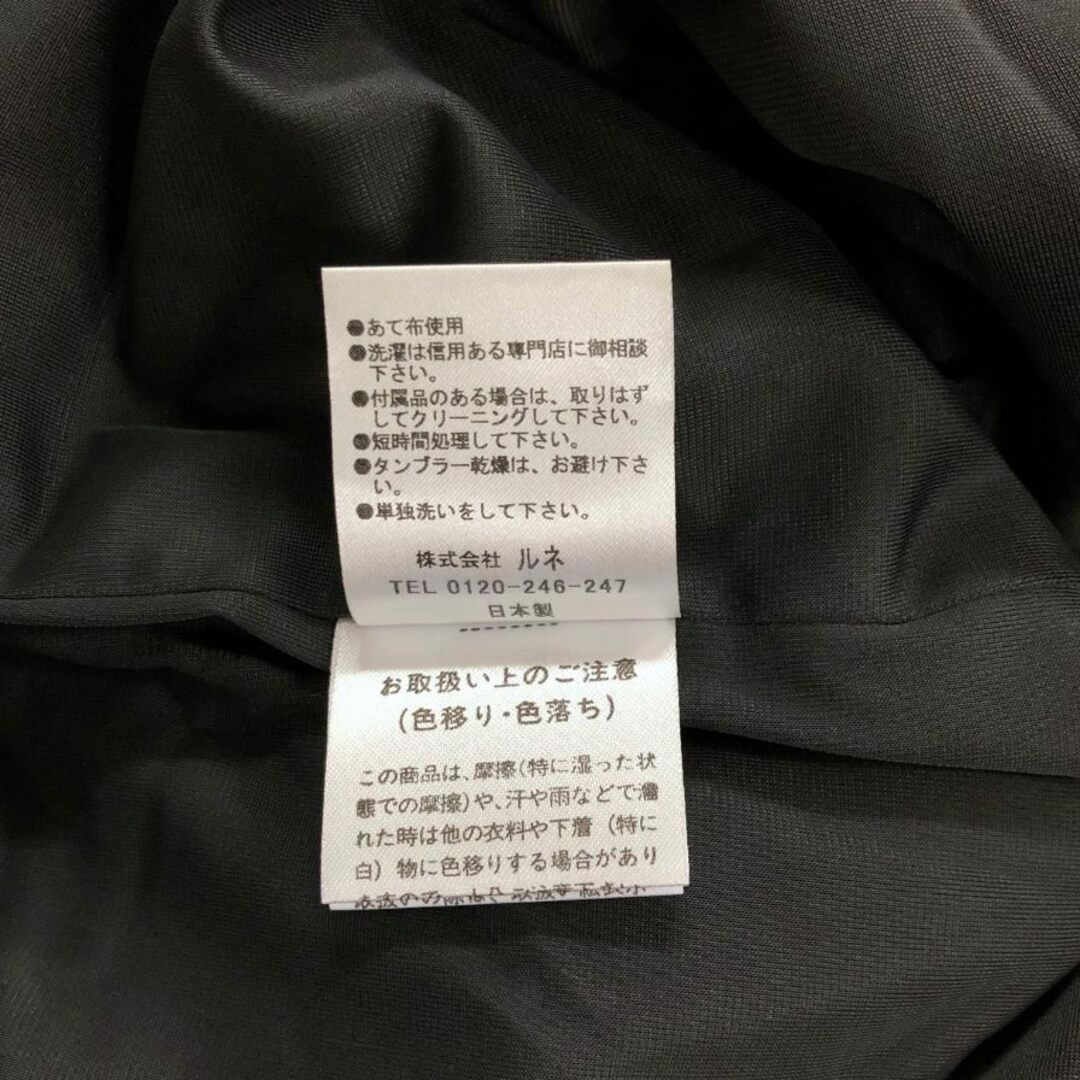 ●あて布使用
●洗濯は信用ある専門店に御相談
下さい。
●付属品のある場合は、取りはず
してクリーニングして下さい。
●短時間処理して下さい。
●タンブラー乾燥は、お避け下さ
い。
●単独洗いをして下さい。
株式会社 ルネ
TEL 0120-246-247
日本製
お取扱い上のご注意
(色移り・色落ち)
この商品は、摩擦(特に湿った状
態での摩擦)や、汗や雨などで濡
れた時は他の衣料や下着(特に
白)物に色移りする場合があり